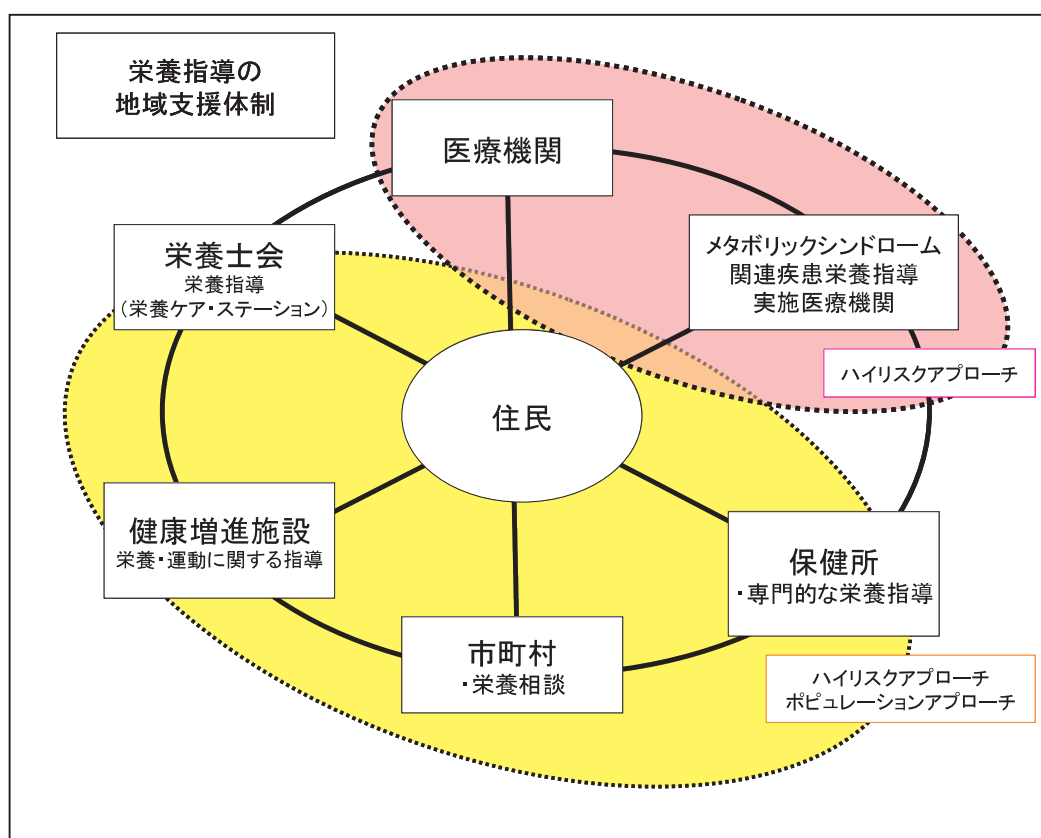 栄養指導の
地域支援体制
医療機関
メタボリックシンドローム
関連疾患栄養指導
実施医療機関
ハイリスクアプローチ
栄養士会
栄養指導
(栄養ケア・ステーション)
住民
健康増進施設
栄養・運動に関する指導
保健所
・専門的な栄養指導
市町村
・栄養相談
ハイリスクアプローチ
ポピュレーションアプローチ